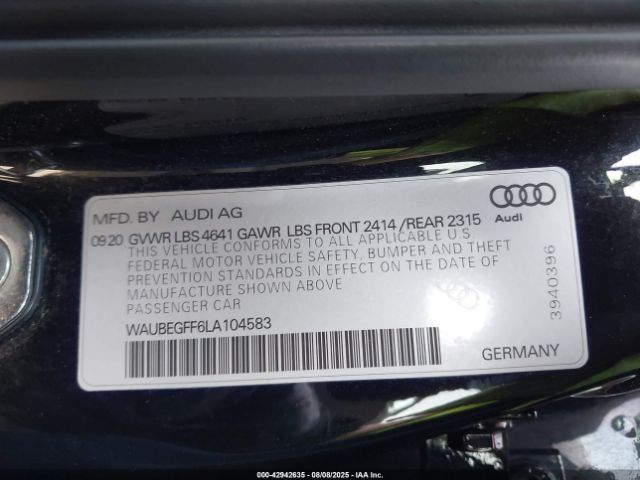 MFD. BY AUDI AG
Audi
09 20 GVWR LBS 4641 GAWR LBS FRONT 2414 /REAR 2315
THIS VEHICLE CONFORMS TO ALL APPLICABLE U S
FEDERAL MOTOR VEHICLE SAFETY, BUMPER AND THEFT
PREVENTION STANDARDS IN EFFECT ON THE DATE OF
MANUFACTURE SHOWN ABOVE
PASSENGER CAR
3940396
WAUBEGFF6LA104583
GERMANY
000-42942635 - 08/08/2025 - IAA Inc.